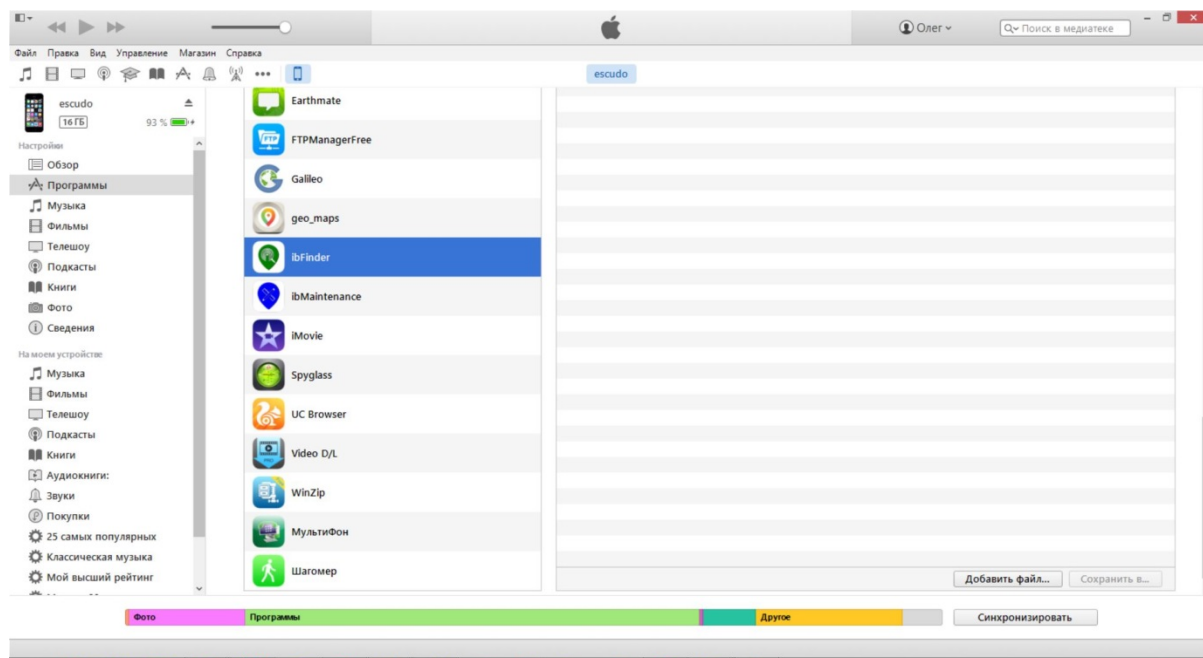 Олег
Поиск в медиатеке
Файл Правка Вид Управление Магазин Справка
escudo
escudo
16 ГБ 93 %
Настройки
Обзор
Программы
Музыка
Фильмы
Телешоу
Подкасты
Книги
Фото
Сведения
На моем устройстве
Музыка
Фильмы
Телешоу
Подкасты
Книги
Аудиокниги:
Звуки
Покупки
25 самых популярных
Классическая музыка
Мой высший рейтинг
Earthmate
FTP
FTPManagerFree
Galileo
geo_maps
ibFinder
ibMaintenance
iMovie
Spyglass
UC Browser
PRO
Video D/L
WinZip
МультиФон
Шагомер
Добавить файл... Сохранить в...
Фото Программы Другое Синхронизировать